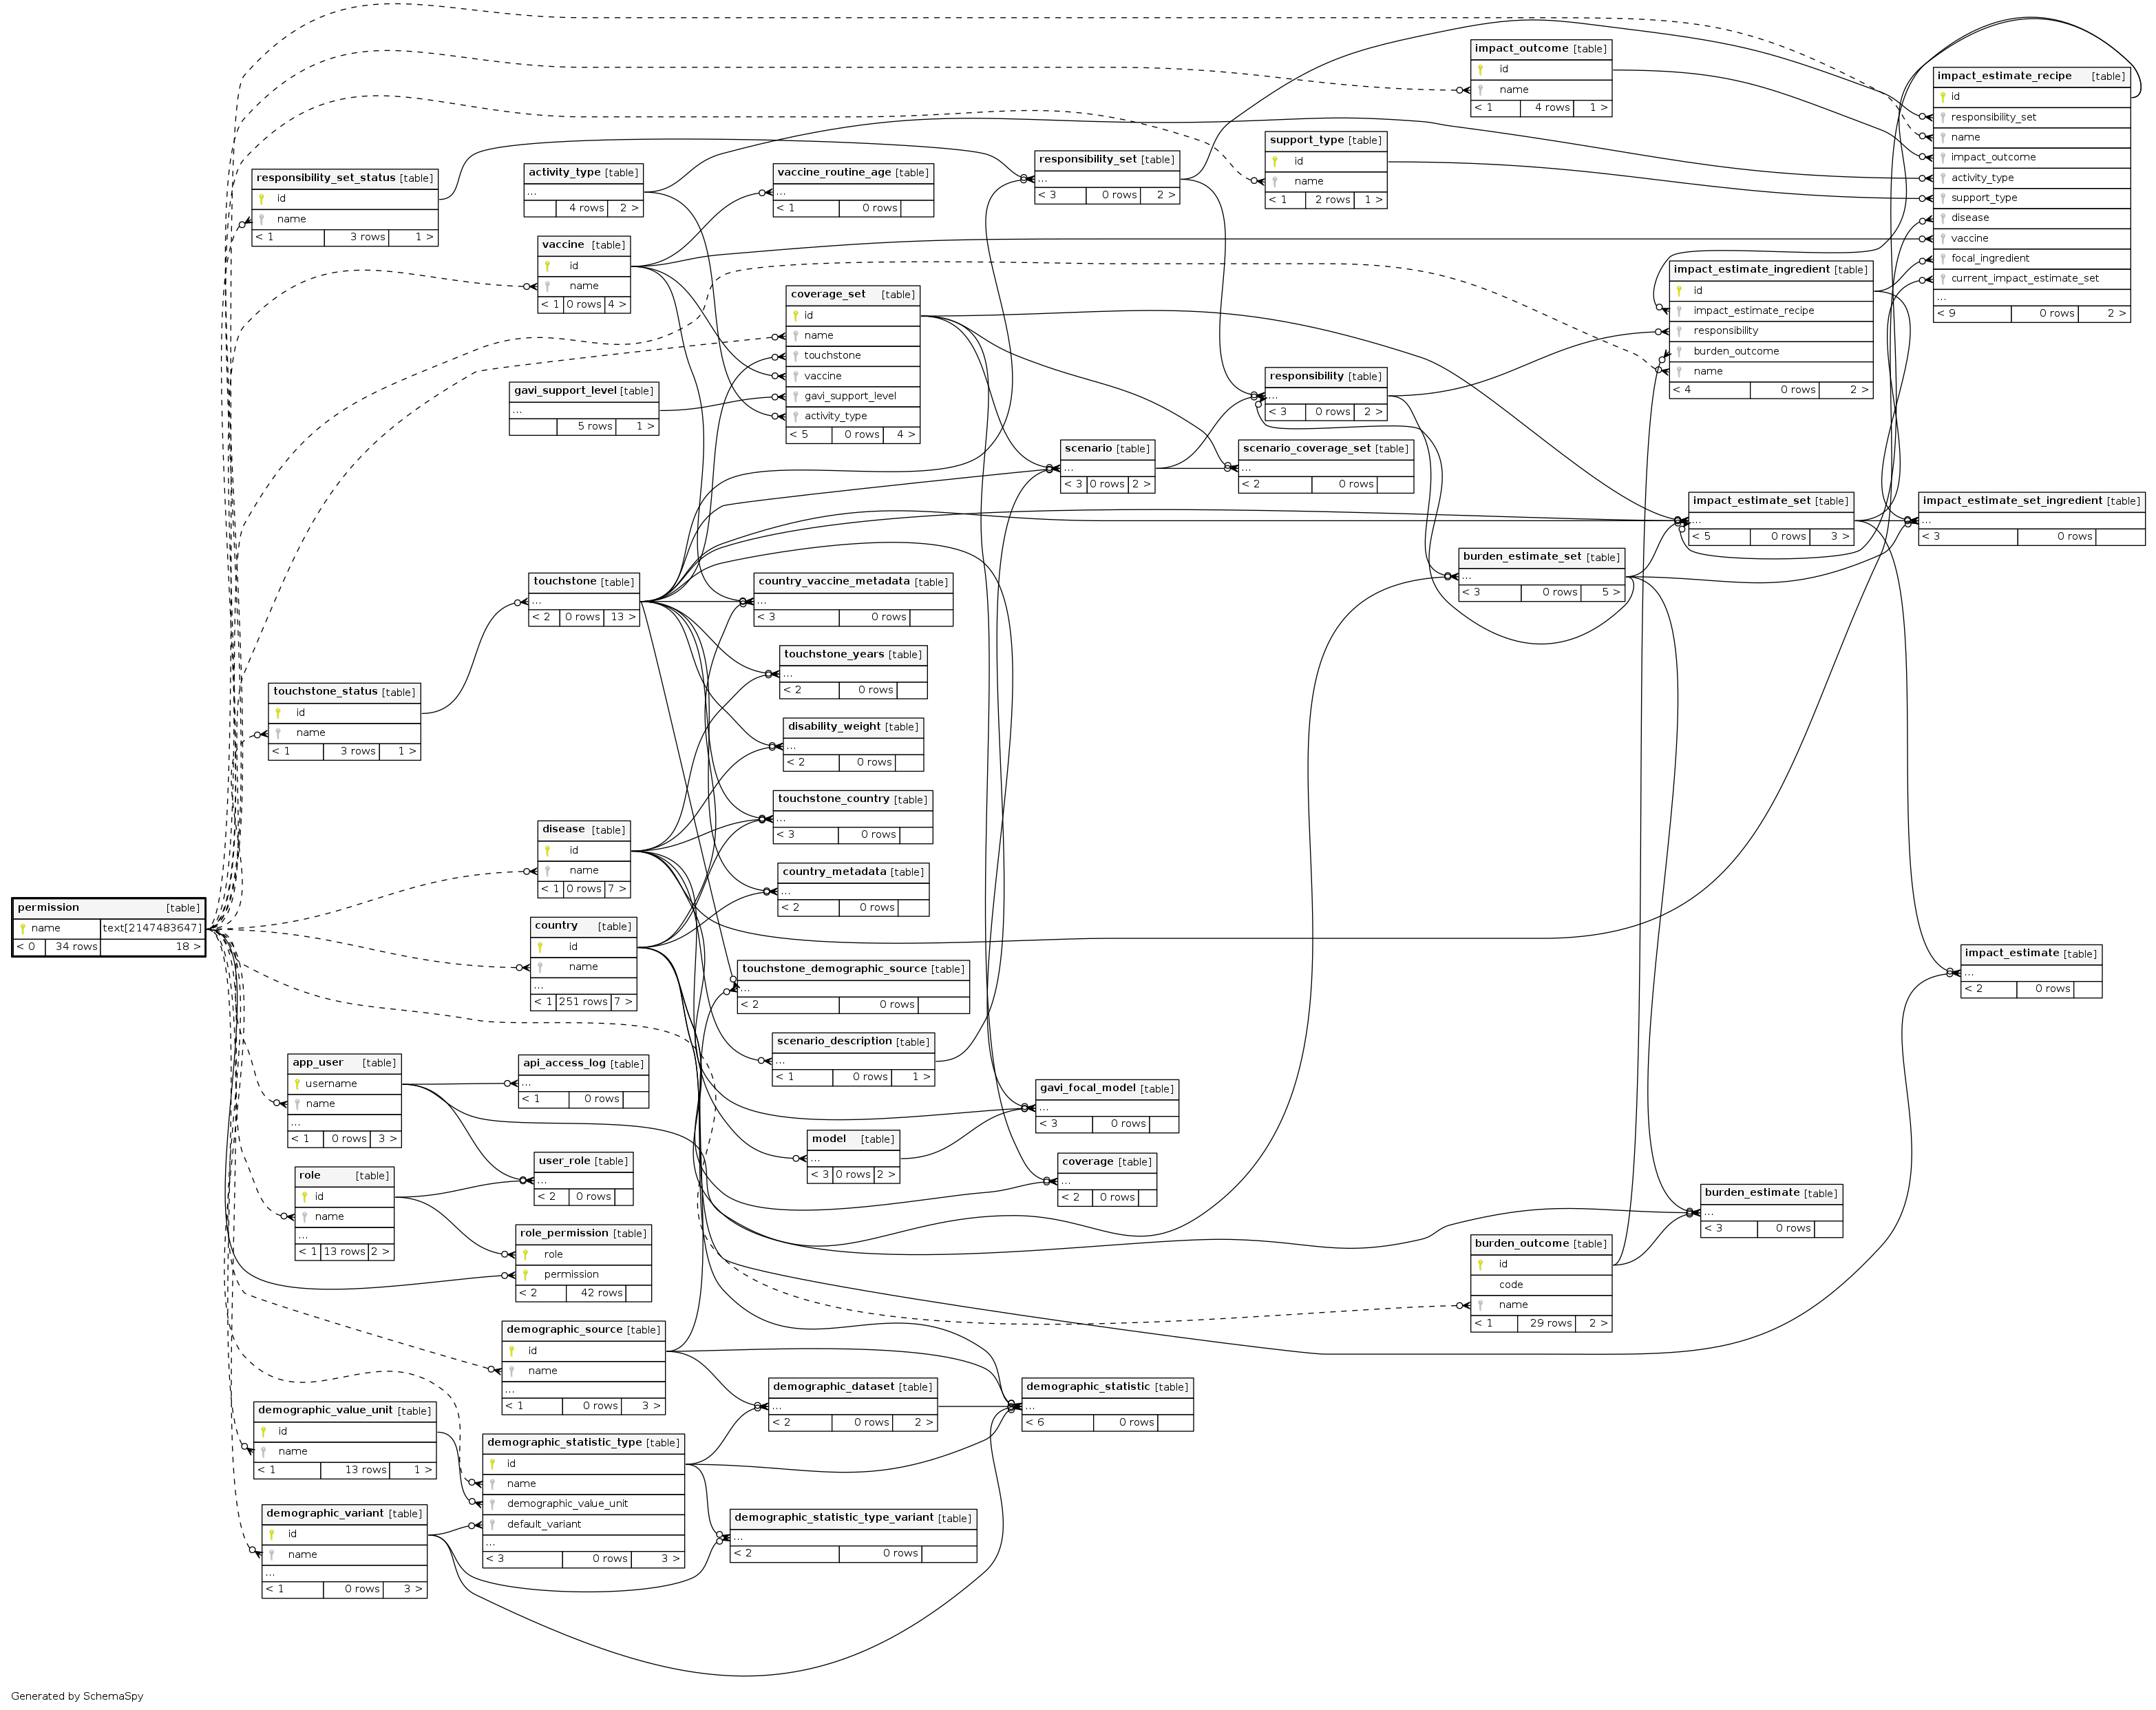 impact_outcome [table]
id
name
< 1 4 rows 1 >
impact_estimate_recipe [table]
id
responsibility_set
name
impact_outcome
activity_type
support_type
disease
vaccine
focal_ingredient
current_impact_estimate_set
...
< 9 0 rows 2 >
support_type [table]
id
name
< 1 2 rows 1 >
responsibility_set [table]
...
< 3 0 rows 2 >
responsibility_set_status [table]
id
name
< 1 3 rows 1 >
activity_type [table]
...
4 rows 2 >
vaccine_routine_age [table]
...
< 1 0 rows
vaccine [table]
id
name
< 1 0 rows 4 >
impact_estimate_ingredient [table]
id
impact_estimate_recipe
responsibility
burden_outcome
name
< 4 0 rows 2 >
coverage_set [table]
id
name
touchstone
vaccine
gavi_support_level
activity_type
< 5 0 rows 4 >
gavi_support_level [table]
...
5 rows 1 >
responsibility [table]
...
< 3 0 rows 2 >
scenario [table]
...
< 3 0 rows 2 >
scenario_coverage_set [table]
...
< 2 0 rows
impact_estimate_set [table]
...
< 5 0 rows 3 >
impact_estimate_set_ingredient [table]
...
< 3 0 rows
burden_estimate_set [table]
...
< 3 0 rows 5 >
touchstone [table]
...
< 2 0 rows 13 >
country_vaccine_metadata [table]
...
< 3 0 rows
touchstone_years [table]
...
< 2 0 rows
touchstone_status [table]
id
name
< 1 3 rows 1 >
disability_weight [table]
...
< 2 0 rows
touchstone_country [table]
...
< 3 0 rows
disease [table]
id
name
< 1 0 rows 7 >
country_metadata [table]
...
< 2 0 rows
permission [table]
name text[2147483647]
< 0 34 rows 18 >
country [table]
id
name
...
< 1 251 rows 7 >
impact_estimate [table]
...
< 2 0 rows
touchstone_demographic_source [table]
...
< 2 0 rows
scenario_description [table]
...
< 1 0 rows 1 >
app_user [table]
username
name
...
< 1 0 rows 3 >
api_access_log [table]
...
< 1 0 rows
gavi_focal_model [table]
...
< 3 0 rows
model [table]
...
< 3 0 rows 2 >
user_role [table]
...
< 2 0 rows
coverage [table]
...
< 2 0 rows
role [table]
id
name
...
< 1 13 rows 2 >
burden_estimate [table]
...
< 3 0 rows
role_permission [table]
role
permission
< 2 42 rows
burden_outcome [table]
id
code
name
< 1 29 rows 2 >
demographic_source [table]
id
name
...
< 1 0 rows 3 >
demographic_dataset [table]
...
< 2 0 rows 2 >
demographic_statistic [table]
...
< 6 0 rows
demographic_value_unit [table]
id
name
< 1 13 rows 1 >
demographic_statistic_type [table]
id
name
demographic_value_unit
default_variant
...
< 3 0 rows 3 >
demographic_variant [table]
id
name
...
< 1 0 rows 3 >
demographic_statistic_type_variant [table]
...
< 2 0 rows
Generated by SchemaSpy